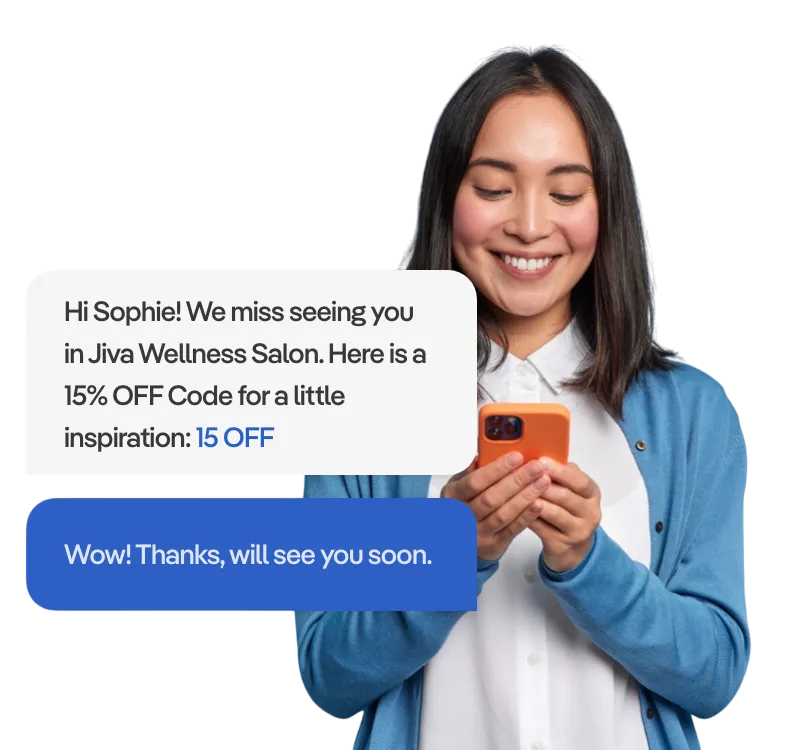 Hi Sophie! We miss seeing you
in Jiva Wellness Salon. Here is a
15% OFF Code for a little
inspiration: 15 OFF
Wow! Thanks, will see you soon.